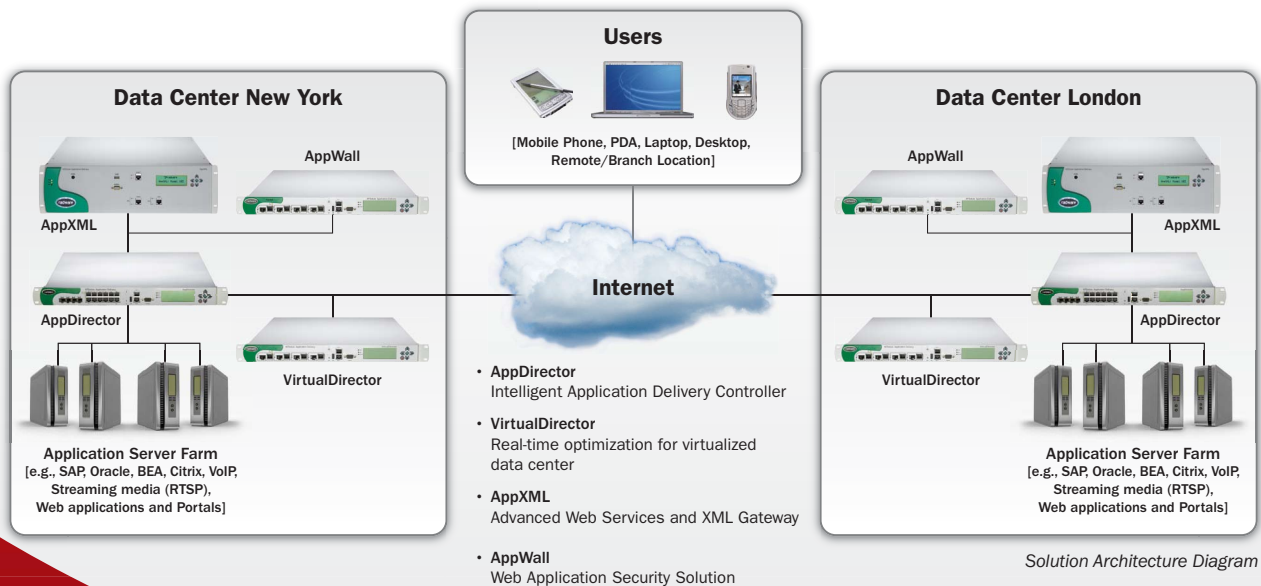 Users
[Mobile Phone, PDA, Laptop, Desktop,
Remote/Branch Location]
Data Center New York
AppWall
AppXML
AppDirector
VirtualDirector
Application Server Farm
[e.g., SAP, Oracle, BEA, Citrix, VoIP,
Streaming media (RTSP),
Web applications and Portals]
Internet
• AppDirector
Intelligent Application Delivery Controller
• VirtualDirector
Real-time optimization for virtualized
data center
• AppXML
Advanced Web Services and XML Gateway
• AppWall
Web Application Security Solution
Data Center London
AppWall
AppXML
AppDirector
VirtualDirector
Application Server Farm
[e.g., SAP, Oracle, BEA, Citrix, VoIP,
Streaming media (RTSP),
Web applications and Portals]
Solution Architecture Diagram